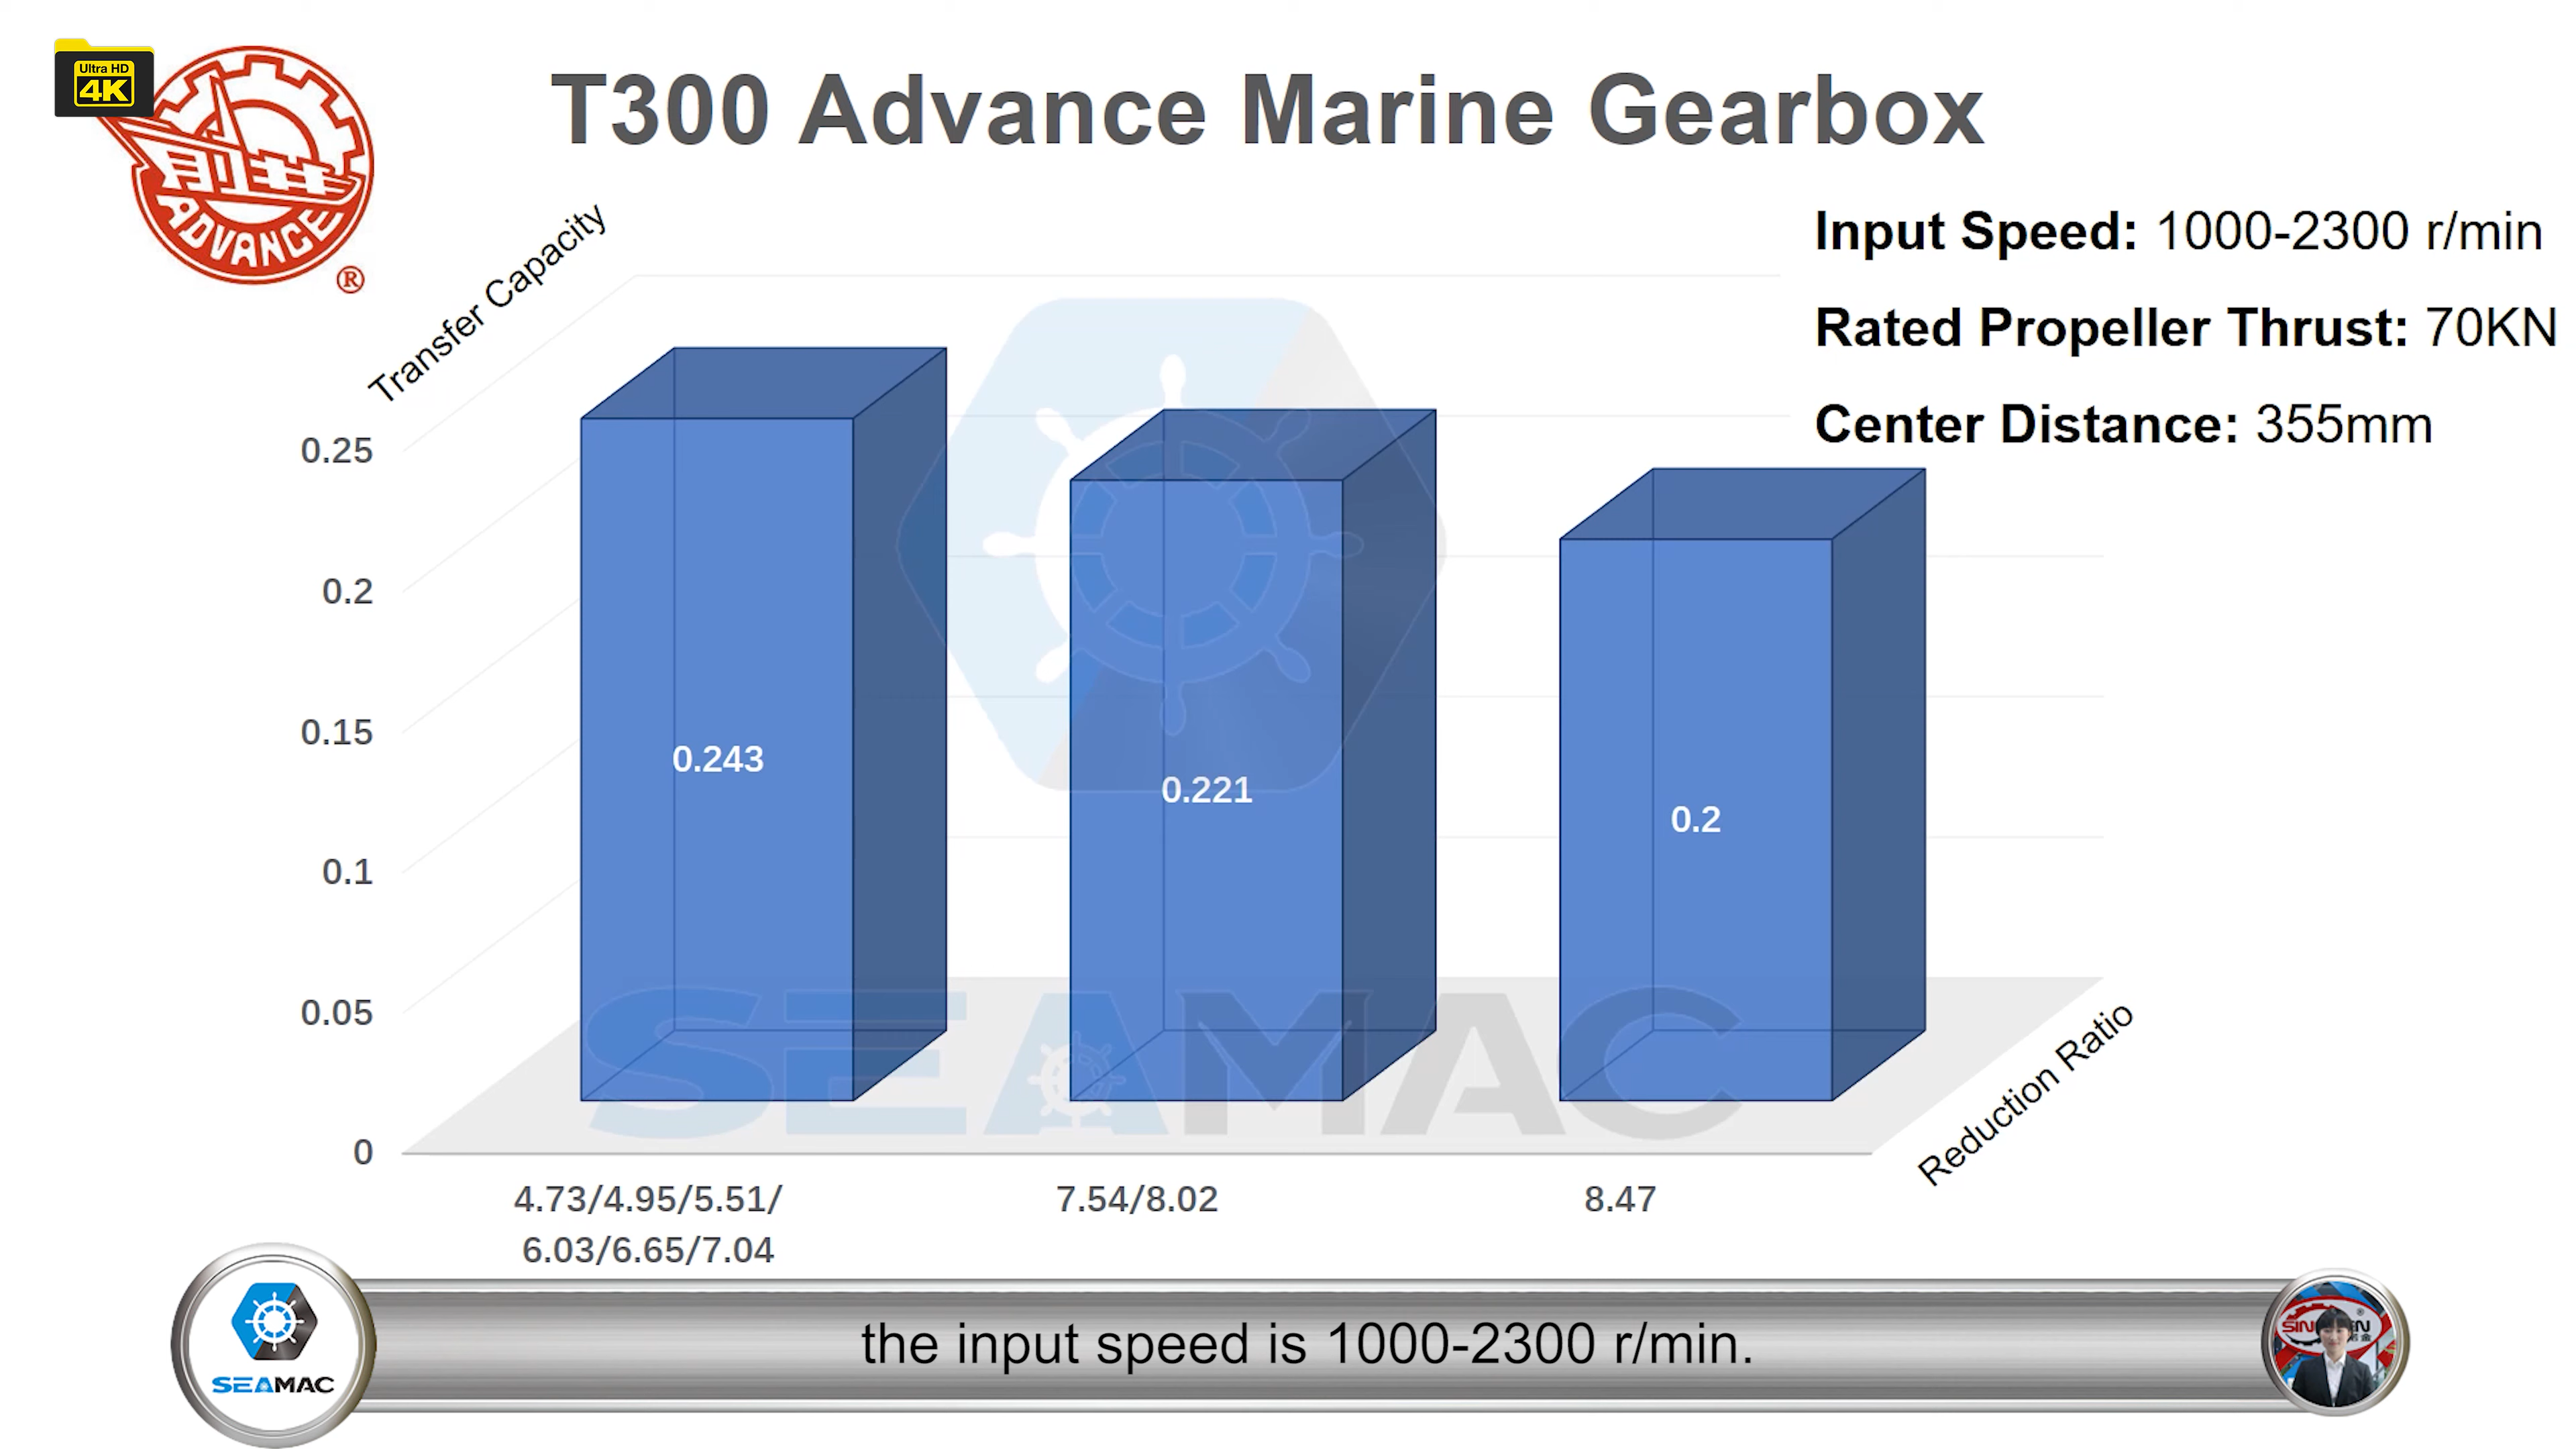 Ultra HD
4K
前进
ADVANCE
®
T300 Advance Marine Gearbox
Input Speed: 1000-2300 r/min
Rated Propeller Thrust: 70KN
Center Distance: 355mm
Transfer Capacity
0.25
0.2
0.15
0.1
0.05
0
0.243
0.221
0.2
SEAMAC
Reduction Ratio
4.73/4.95/5.51/
6.03/6.65/7.04
7.54/8.02
8.47
SEAMAC
the input speed is 1000-2300 r/min.